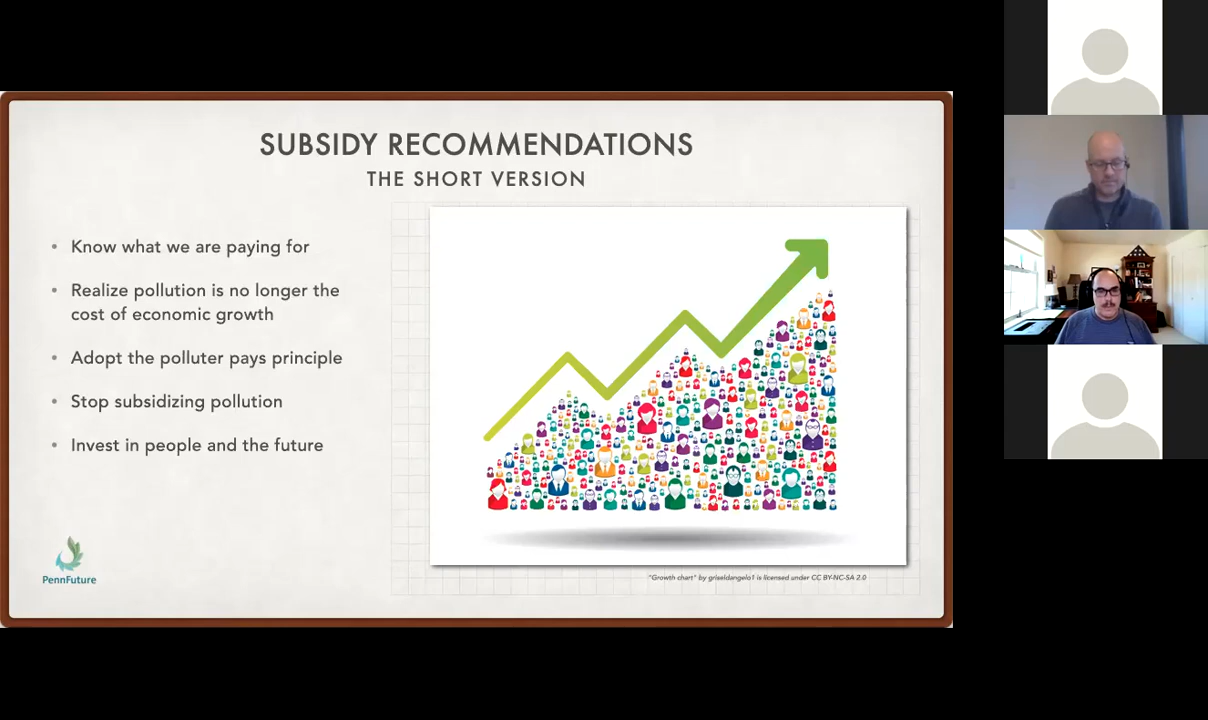 SUBSIDY RECOMMENDATIONS
THE SHORT VERSION
• Know what we are paying for
• Realize pollution is no longer the
cost of economic growth
• Adopt the polluter pays principle
• Stop subsidizing pollution
• Invest in people and the future
PennFuture
"Growth chart" by griseldangelo1 is licensed under CC BY-NC-SA 2.0